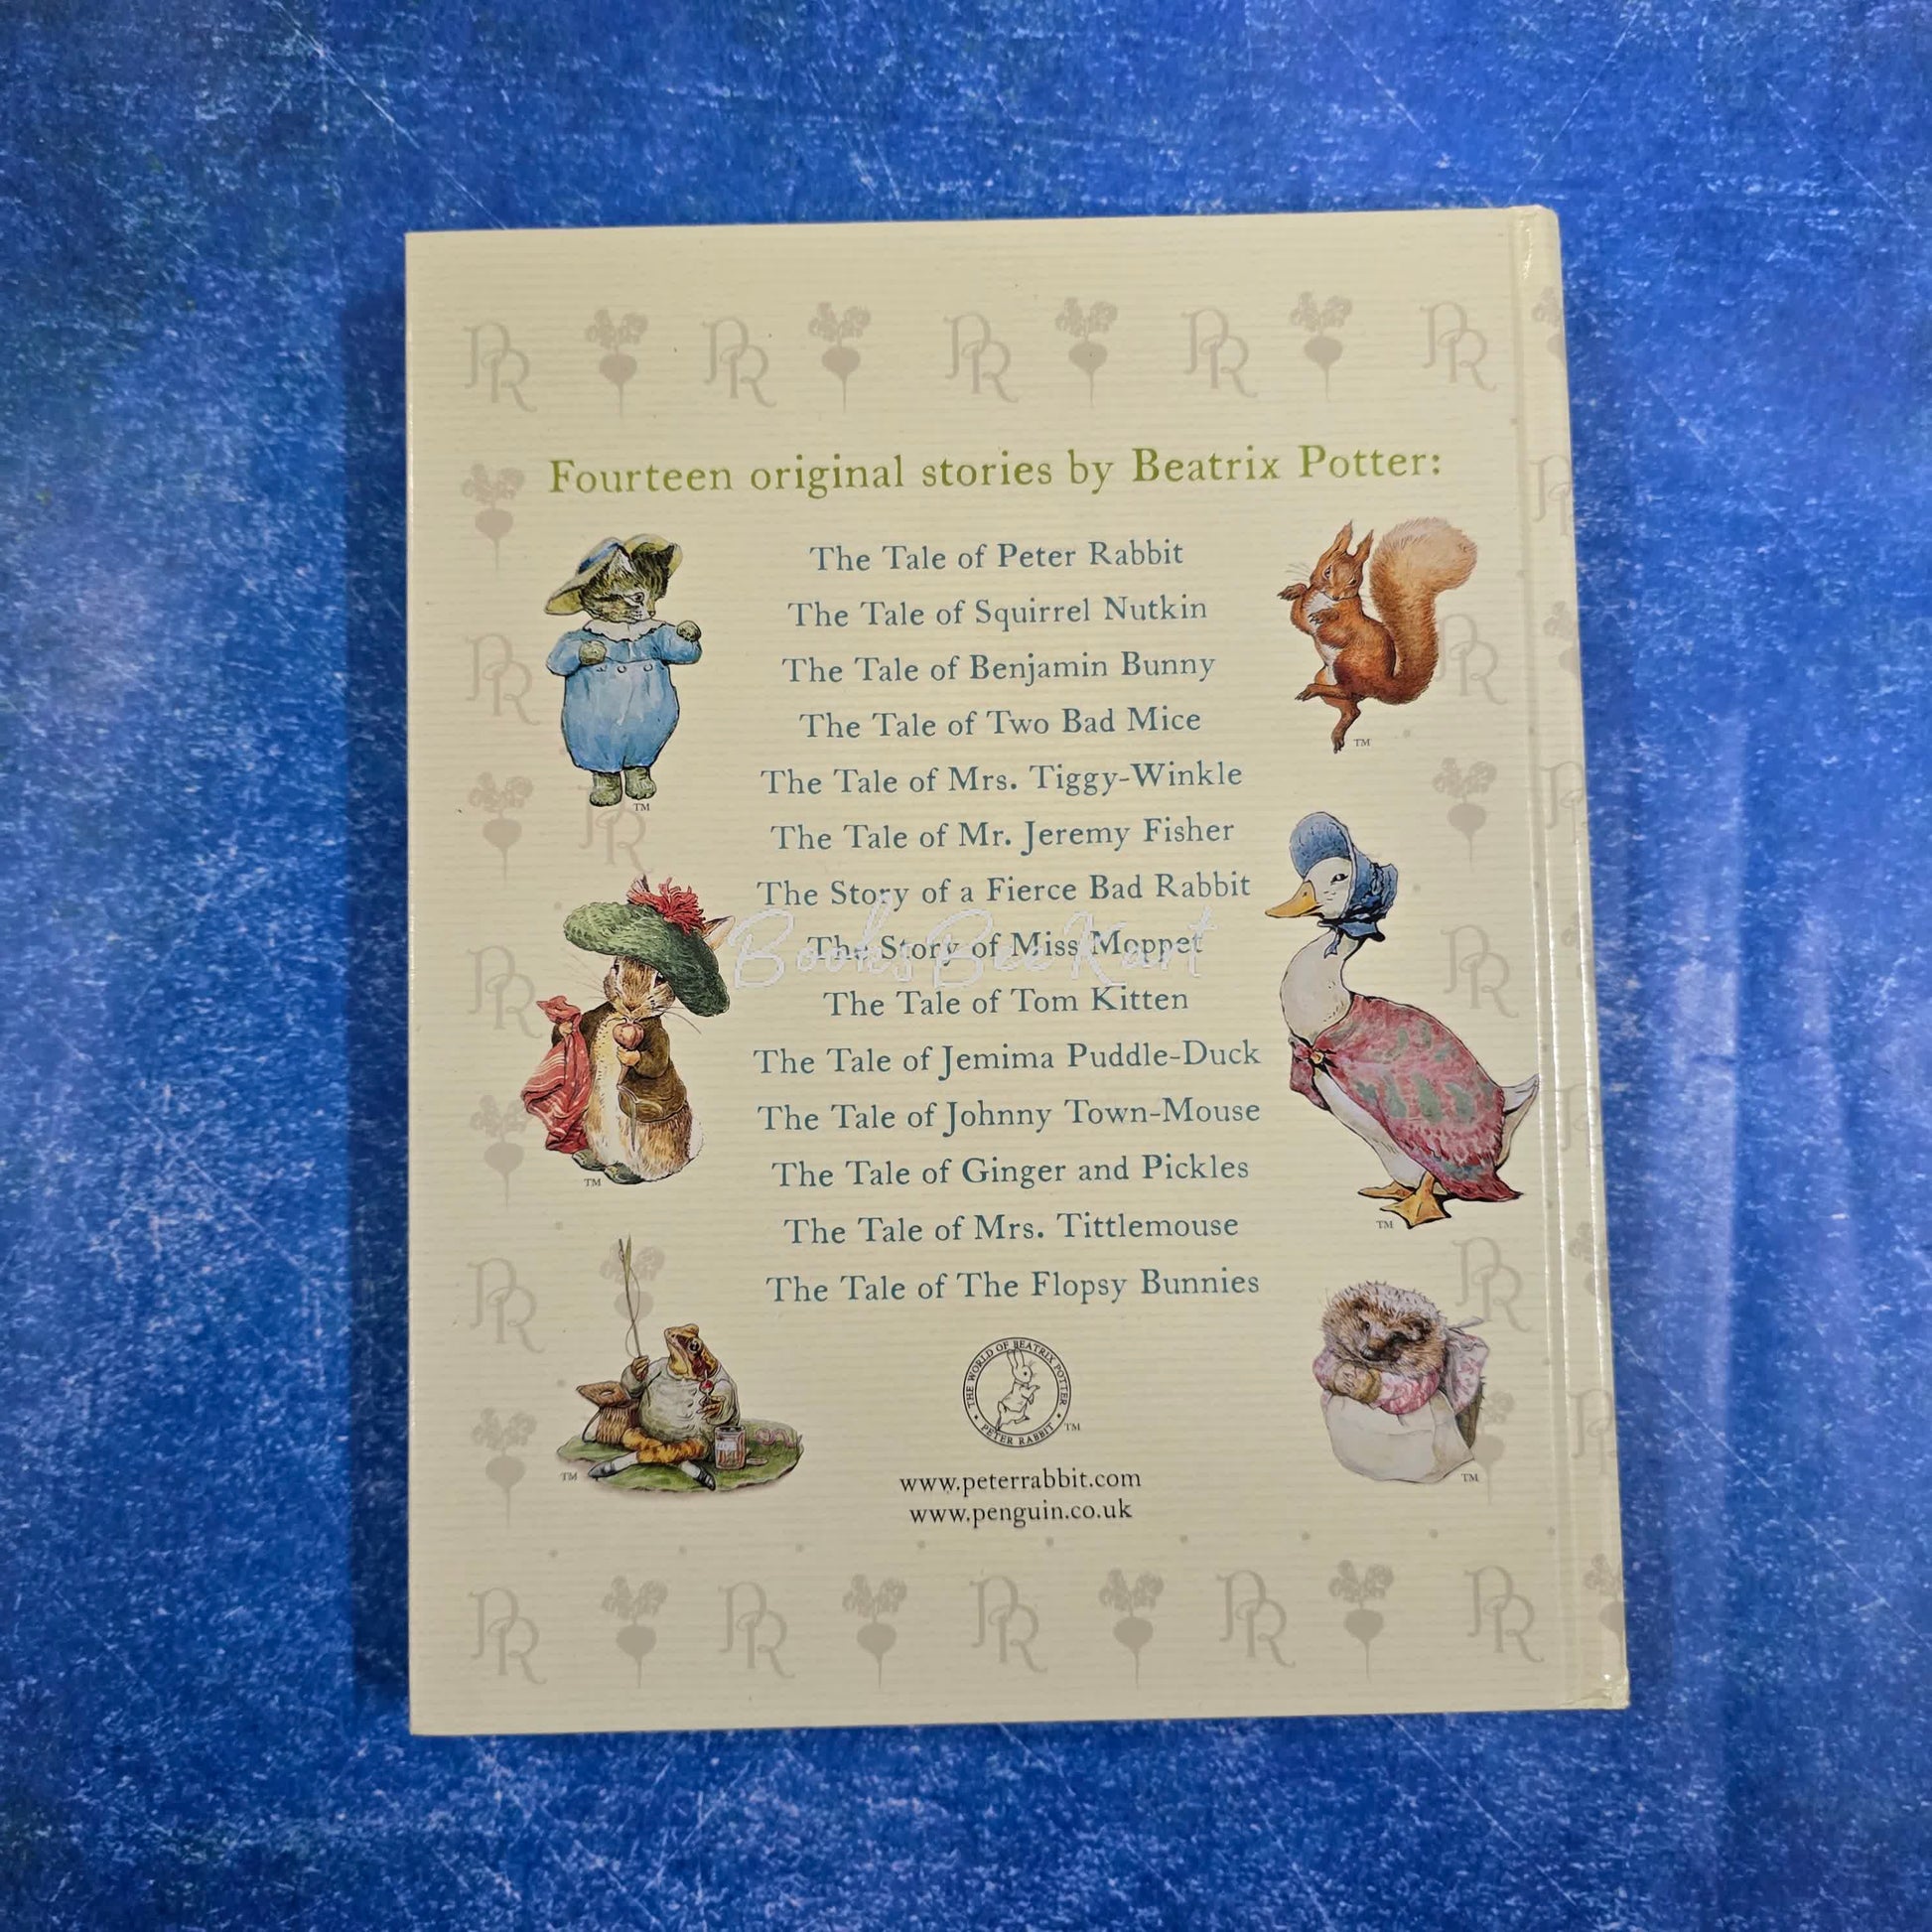 Fourteen original stories by Beatrix Potter:
The Tale of Peter Rabbit
The Tale of Squirrel Nutkin
The Tale of Benjamin Bunny
The Tale of Two Bad Mice
The Tale of Mrs. Tiggy-Winkle
The Tale of Mr. Jeremy Fisher
The Story of a Fierce Bad Rabbit
The Story of Miss Moppet
BooksBeeKart
The Tale of Tom Kitten
The Tale of Jemima Puddle-Duck
The Tale of Johnny Town-Mouse
The Tale of Ginger and Pickles
The Tale of Mrs. Tittlemouse
The Tale of The Flopsy Bunnies
THE WORLD OF BEATRIX POTTER
PETER RABBIT
TM
www.peterrabbit.com
www.penguin.co.uk